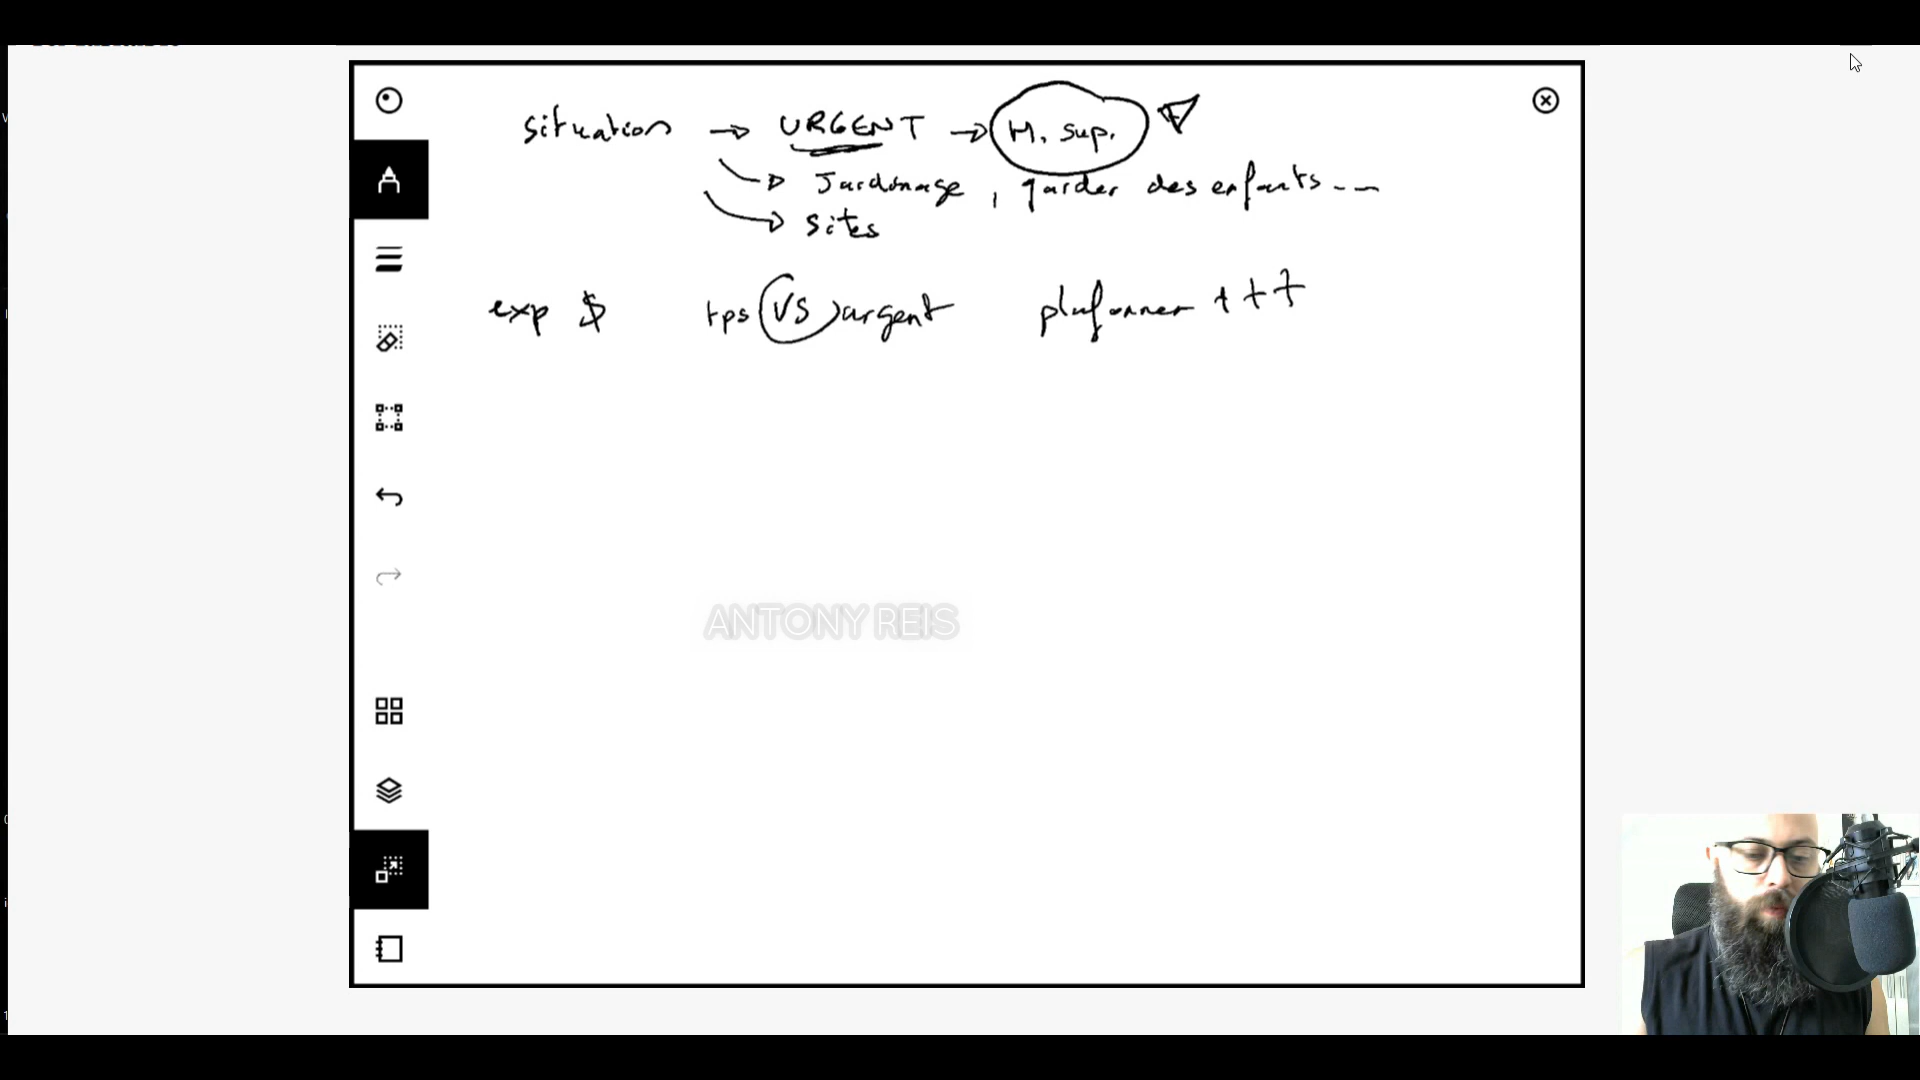 situation → URGENT → H. sup.
→ Jardinage, garder des enfants...
→ Sites
exp $ tps VS argent plafonner + + +
ANTONY REIS